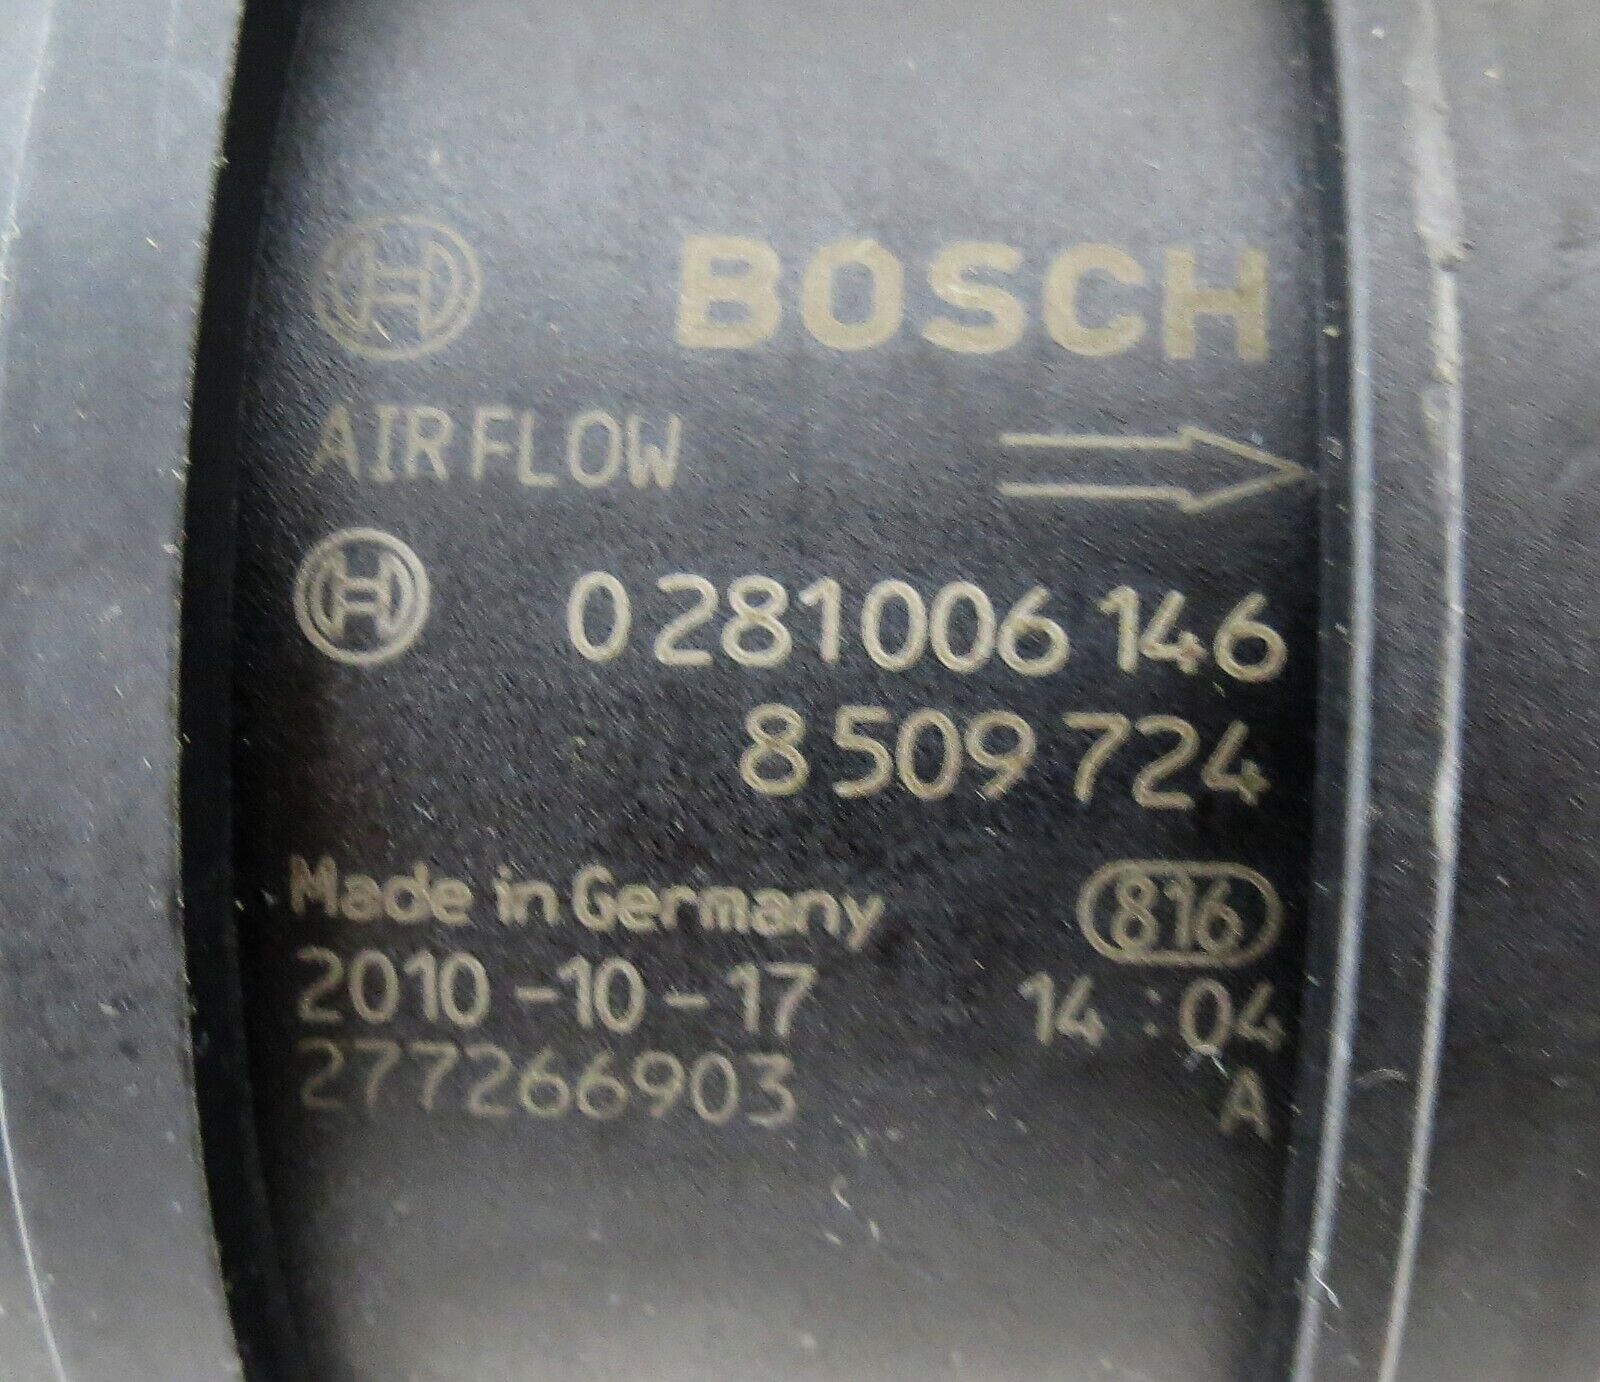 BOSCH
AIR FLOW
0 281 006 146
8 509 724
Made in Germany 816
2010-10-17 14:04
277266903 A